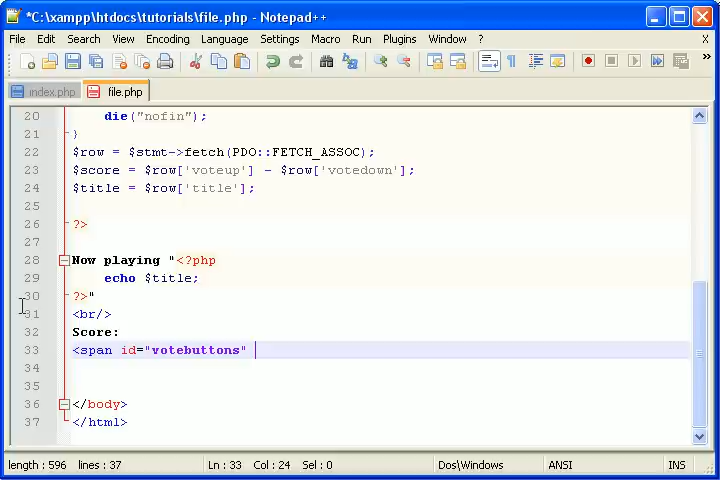 *C:\xampp\htdocs\tutorials\file.php - Notepad++
File Edit Search View Encoding Language Settings Macro Run Plugins Window ? X
index.php file.php
20 die("nofin");
21 }
22 $row = $stmt->fetch(PDO::FETCH_ASSOC);
23 $score = $row['voteup'] - $row['votedown'];
24 $title = $row['title'];
25
26 ?>
27
28 Now playing "<?php
29 echo $title;
30 ?>"
31 <br/>
32 Score:
33 <span id="votebuttons"
34
35
36 </body>
37 </html>
length : 596 lines : 37 Ln : 33 Col : 24 Sel : 0 Dos\Windows ANSI INS